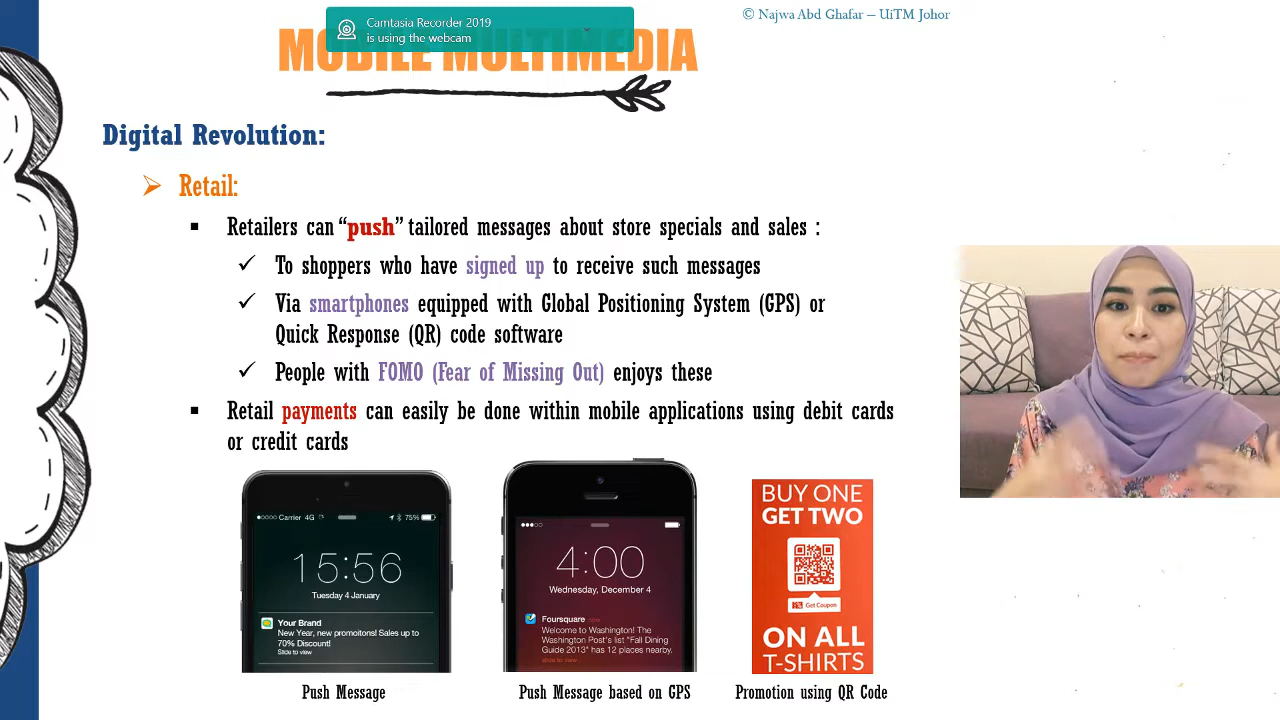 © Najwa Abd Ghafar – UiTM Johor
Camtasia Recorder 2019
is using the webcam
MOBILE MULTIMEDIA
Digital Revolution:
Retail:
Retailers can “push” tailored messages about store specials and sales :
To shoppers who have signed up to receive such messages
Via smartphones equipped with Global Positioning System (GPS) or
Quick Response (QR) code software
People with FOMO (Fear of Missing Out) enjoys these
Retail payments can easily be done within mobile applications using debit cards
or credit cards
Carrier 4G 75%
15:56
Tuesday 4 January
Your Brand
New Year, new promoitons! Sales up to
70% Discount!
Slide to view
4:00
Wednesday, December 4
Foursquare now
Welcome to Washington! The
Washington Post's list "Fall Dining
Guide 2013" has 12 places nearby.
slide to view
BUY ONE
GET TWO
Get Coupon
ON ALL
T-SHIRTS
Push Message
Push Message based on GPS
Promotion using QR Code